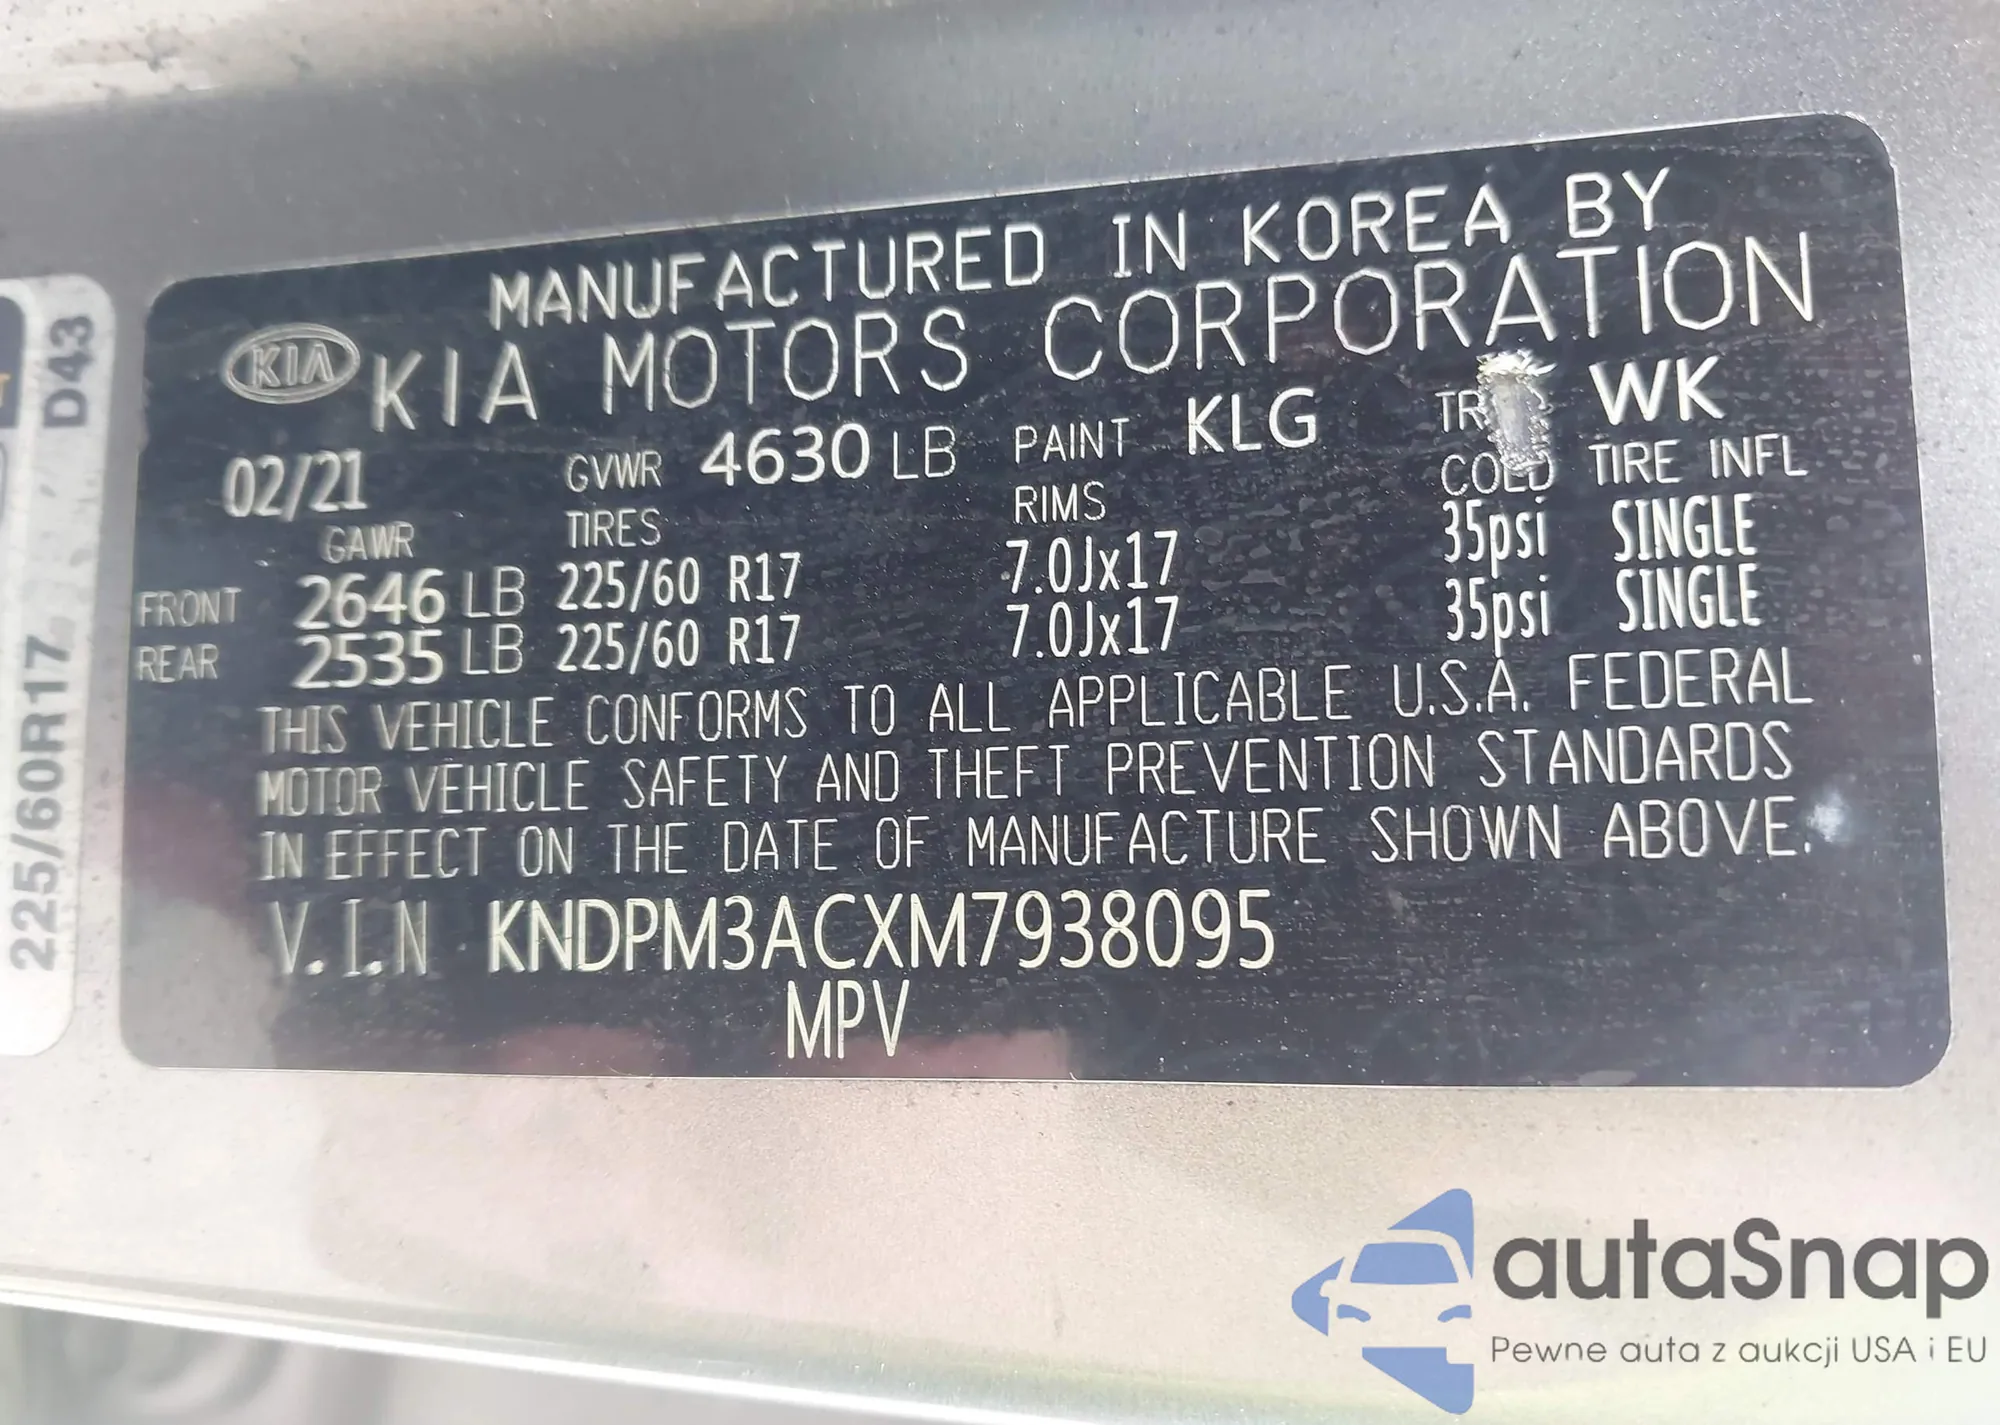 MANUFACTURED IN KOREA BY
KIA KIA MOTORS CORPORATION
02/21 GVWR 4630 LB PAINT KLG WK
GAWR TIRES RIMS COLD TIRE INFL
FRONT 2646 LB 225/60 R17 7.0Jx17 35psi SINGLE
REAR 2535 LB 225/60 R17 7.0Jx17 35psi SINGLE
THIS VEHICLE CONFORMS TO ALL APPLICABLE U.S.A. FEDERAL
MOTOR VEHICLE SAFETY AND THEFT PREVENTION STANDARDS
IN EFFECT ON THE DATE OF MANUFACTURE SHOWN ABOVE.
V.I.N KNDPM3ACXM7938095
MPV
225/60R17 D43
autaSnap
Pewne auta z aukcji USA i EU